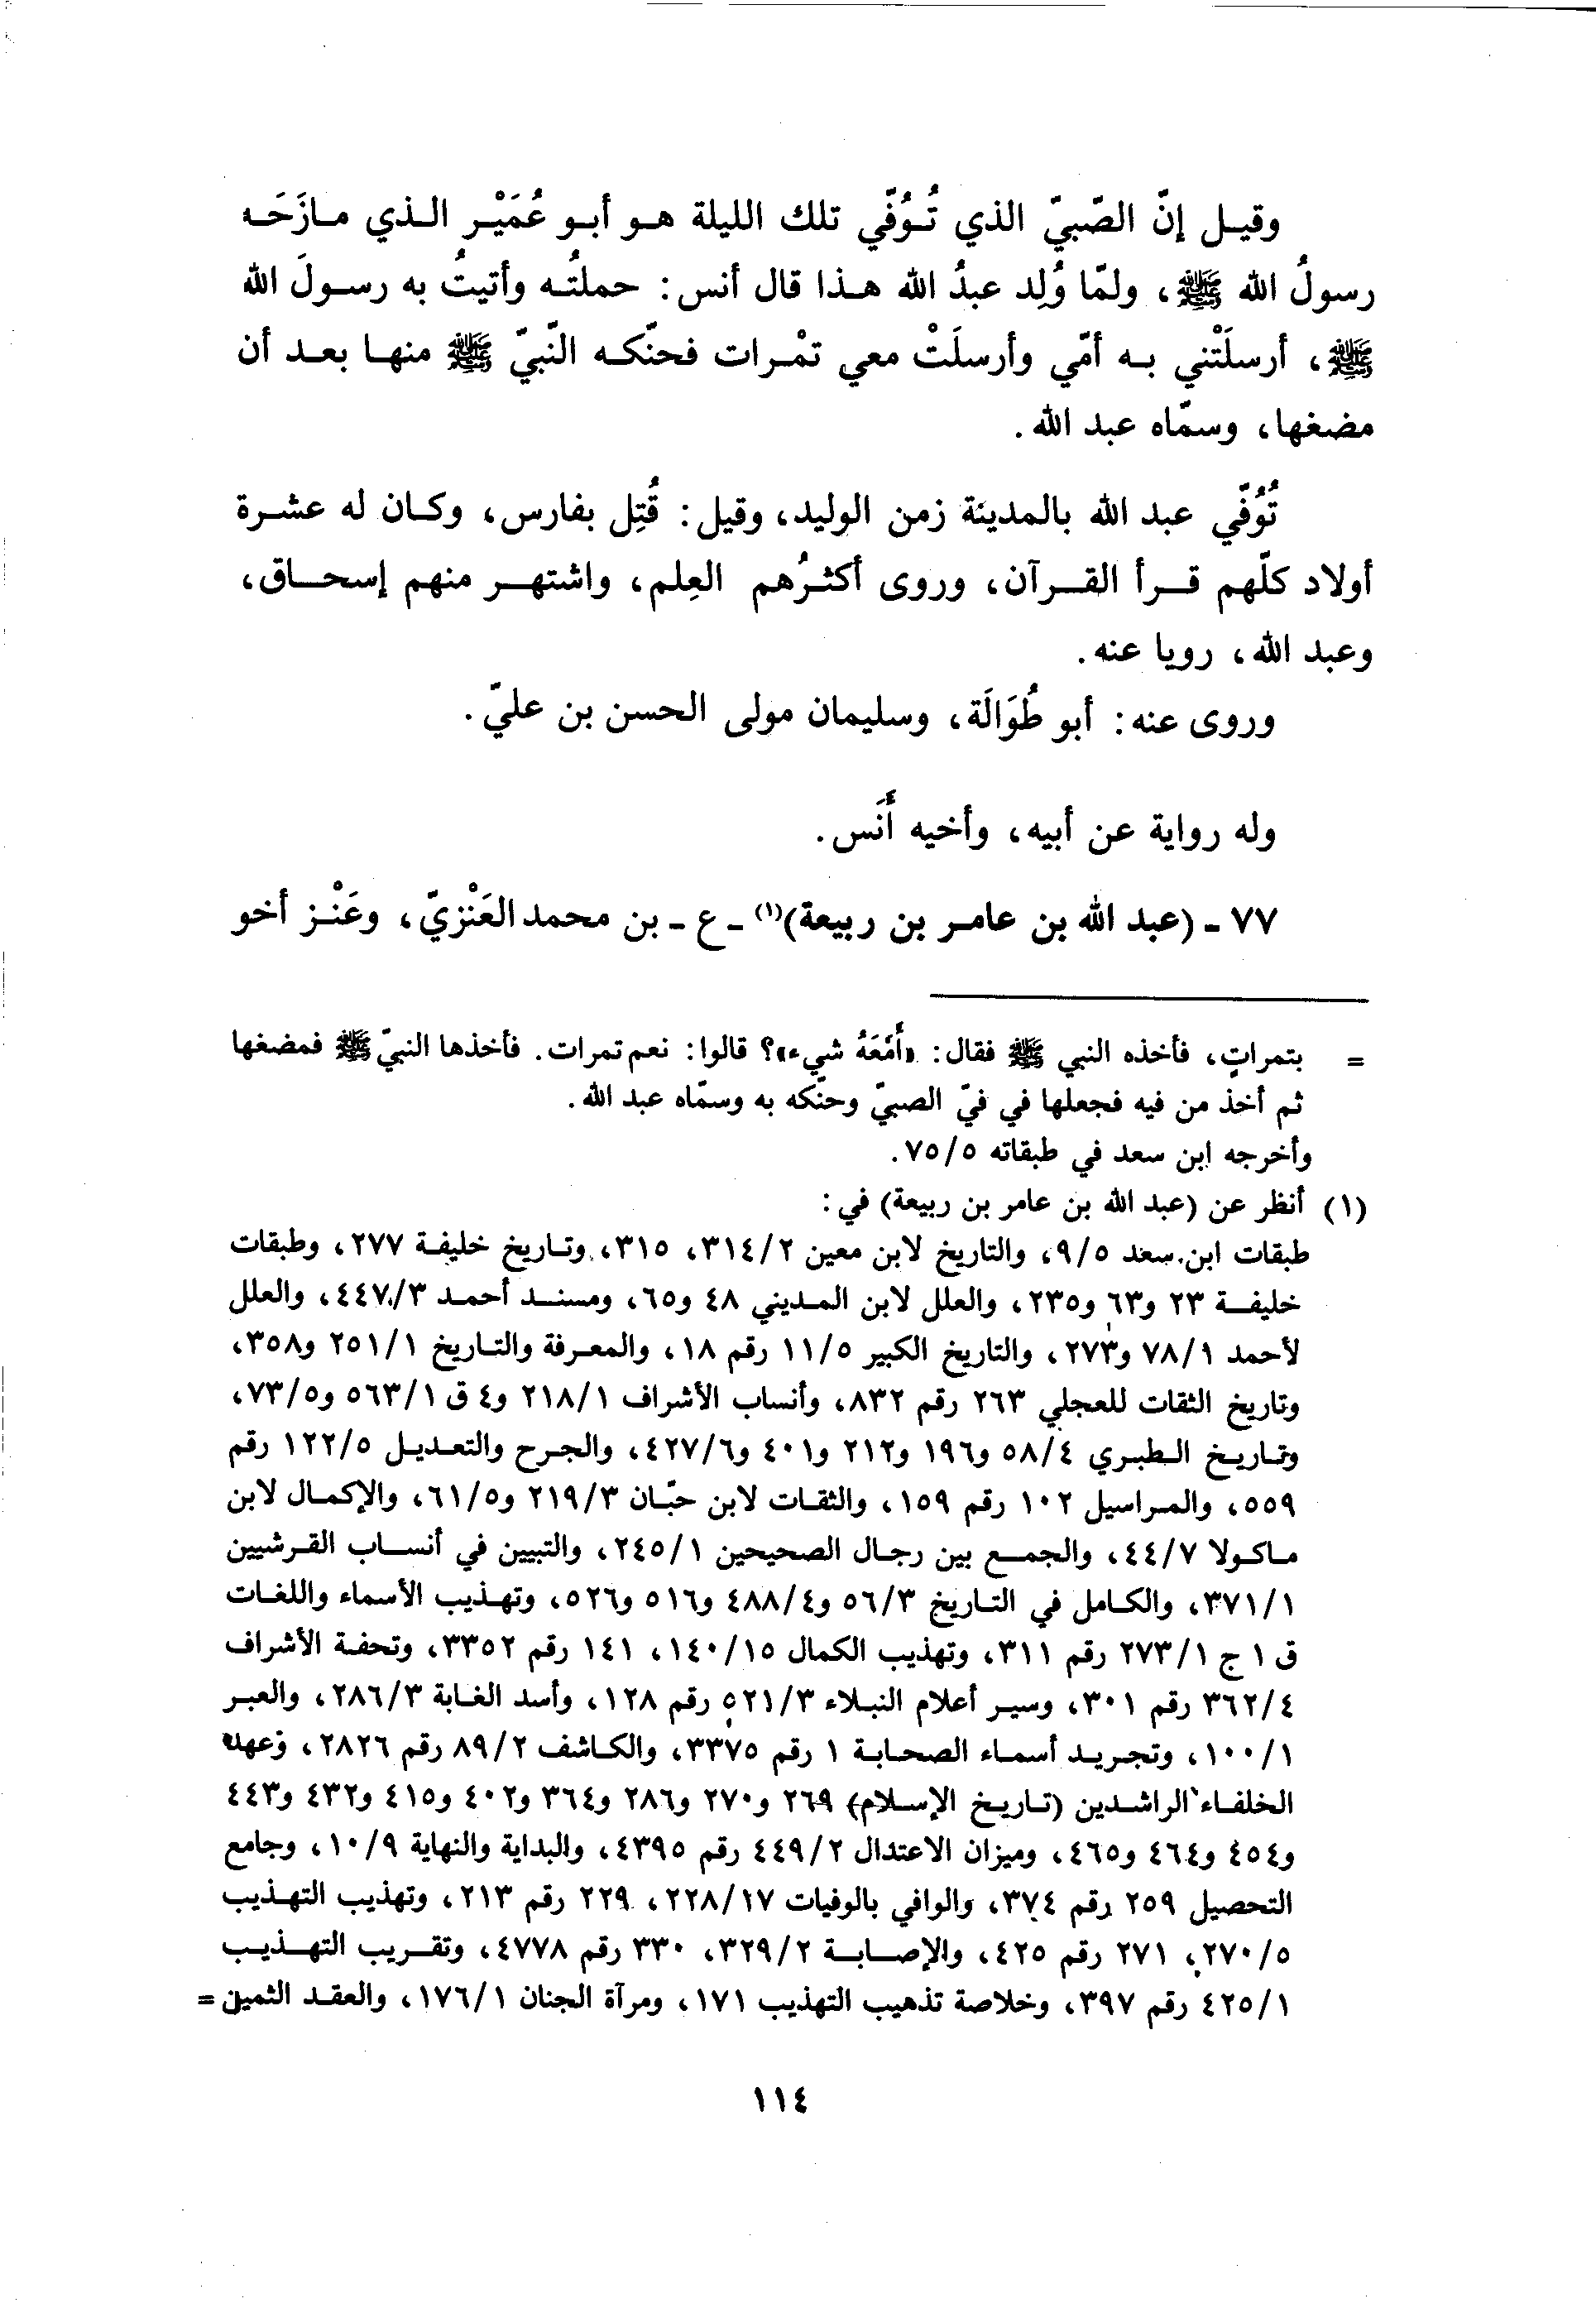 وقيل إنّ الصّبيّ الذي تُوُفّي تلك الليلة هو أبو عُمَيْر الذي مازَحَه
رسولُ الله ﷺ، ولمّا وُلِد عبدُ الله هذا قال أنس: حملتُه وأتيتُ به رسولَ الله
ﷺ، أرسلَتْني به أمّي وأرسلَتْ معي تمْرات فحنّكه النّبيّ ﷺ منها بعد أن
مضغها، وسمّاه عبد الله.
تُوُفّي عبد الله بالمدينة زمن الوليد، وقيل: قُتِل بفارس، وكان له عشرة
أولاد كلّهم قرأ القرآن، وروى أكثرُهم العِلم، واشتهر منهم إسحاق،
وعبد الله، رويا عنه.
وروى عنه: أبو طُوَالَة، وسليمان مولى الحسن بن عليّ.
وله رواية عن أبيه، وأخيه أَنَس.
٧٧ - (عبد الله بن عامر بن ربيعة)(١) - ع - بن محمد العَنْزيّ، وعَنْز أخو
= بتمراتٍ، فأخذه النبي ﷺ فقال: «أَمَعَهُ شيء»؟ قالوا: نعم تمرات. فأخذها النبيّ ﷺ فمضغها
ثم أخذ من فيه فجعلها في فيّ الصبيّ وحنّكه به وسمّاه عبد الله.
وأخرجه ابن سعد في طبقاته ٧٥/٥.
(١) أنظر عن (عبد الله بن عامر بن ربيعة) في:
طبقات ابن سعد ٩/٥، والتاريخ لابن معين ٣١٤/٢، ٣١٥، وتاريخ خليفة ٢٧٧، وطبقات
خليفة ٢٣ و٦٣ و٢٣٥، والعلل لابن المديني ٤٨ و٦٥، ومسند أحمد ٤٤٧/٣، والعلل
لأحمد ٧٨/١ و٢٧٣، والتاريخ الكبير ١١/٥ رقم ١٨، والمعرفة والتاريخ ٢٥١/١ و٣٥٨،
وتاريخ الثقات للعجلي ٢٦٣ رقم ٨٣٢، وأنساب الأشراف ٢١٨/١ و٤ ق ٥٦٣/١ و٧٣/٥،
وتاريخ الطبري ٥٨/٤ و١٩٦ و٢١٢ و٤٠١ و٤٢٧/٦، والجرح والتعديل ١٢٢/٥ رقم
٥٥٩، والمراسيل ١٠٢ رقم ١٥٩، والثقات لابن حبّان ٢١٩/٣ و٦١/٥، والإكمال لابن
ماكولا ٤٤/٧، والجمع بين رجال الصحيحين ٢٤٥/١، والتبيين في أنساب القرشيين
٣٧١/١، والكامل في التاريخ ٥٦/٣ و٤٨٨/٤ و٥١٦ و٥٢٦، وتهذيب الأسماء واللغات
ق ١ ج ٢٧٣/١ رقم ٣١١، وتهذيب الكمال ١٤٠/١٥، ١٤١ رقم ٣٣٥٢، وتحفة الأشراف
٣٦٢/٤ رقم ٣٠١، وسير أعلام النبلاء ٥٢١/٣ رقم ١٢٨، وأسد الغابة ٢٨٦/٣، والعبر
١٠٠/١، وتجريد أسماء الصحابة ١ رقم ٣٣٧٥، والكاشف ٨٩/٢ رقم ٢٨٢٦، وعهد
الخلفاء الراشدين (تاريخ الإسلام) ٢٦٩ و٢٧٠ و٢٨٦ و٣٦٤ و٤٠٢ و٤١٥ و٤٣٢ و٤٤٣
و٤٥٤ و٤٦٤ و٤٦٥، وميزان الاعتدال ٤٤٩/٢ رقم ٤٣٩٥، والبداية والنهاية ١٠/٩، وجامع
التحصيل ٢٥٩ رقم ٣٧٤، والوافي بالوفيات ٢٢٨/١٧، ٢٢٩ رقم ٢١٣، وتهذيب التهذيب
٢٧٠/٥، ٢٧١ رقم ٤٢٥، والإصابة ٣٢٩/٢، ٣٣٠ رقم ٤٧٧٨، وتقريب التهذيب
٤٢٥/١ رقم ٣٩٧، وخلاصة تذهيب التهذيب ١٧١، ومرآة الجنان ١٧٦/١، والعقد الثمين =
١١٤